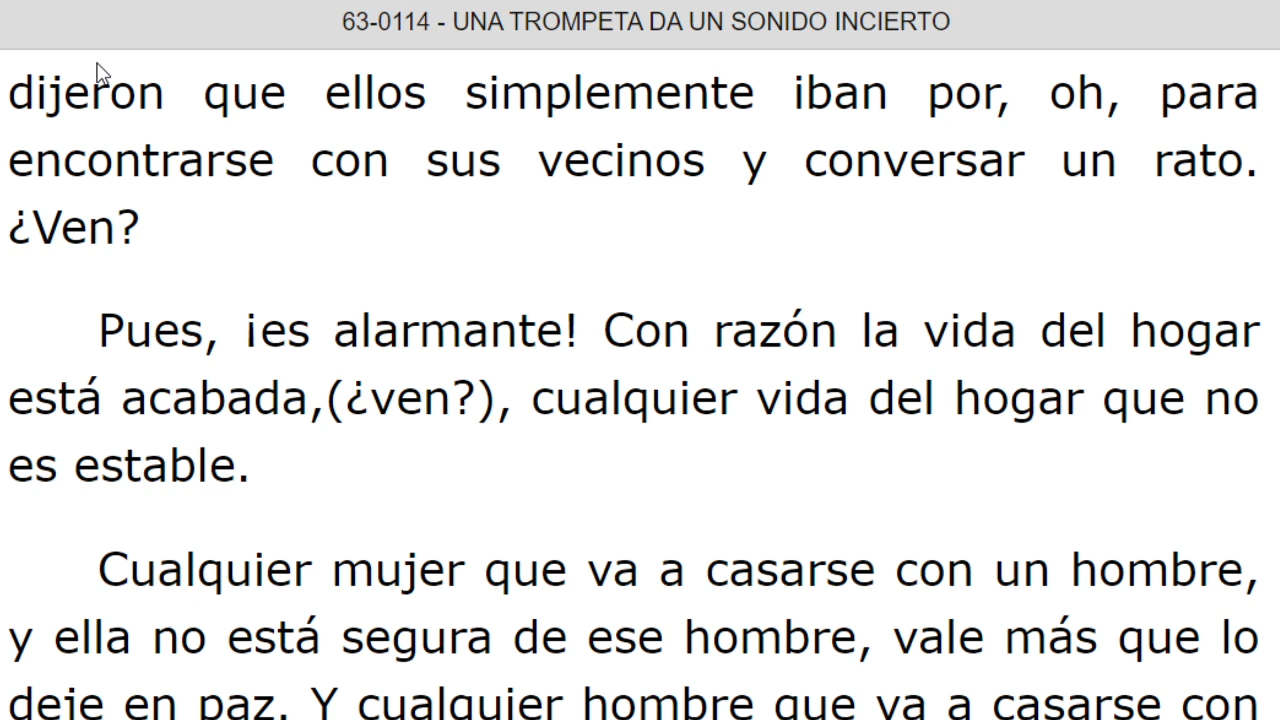 63-0114 - UNA TROMPETA DA UN SONIDO INCIERTO
dijeron que ellos simplemente iban por, oh, para
encontrarse con sus vecinos y conversar un rato.
¿Ven?
Pues, ¡es alarmante! Con razón la vida del hogar
está acabada,(¿ven?), cualquier vida del hogar que no
es estable.
Cualquier mujer que va a casarse con un hombre,
y ella no está segura de ese hombre, vale más que lo
deje en paz. Y cualquier hombre que va a casarse con